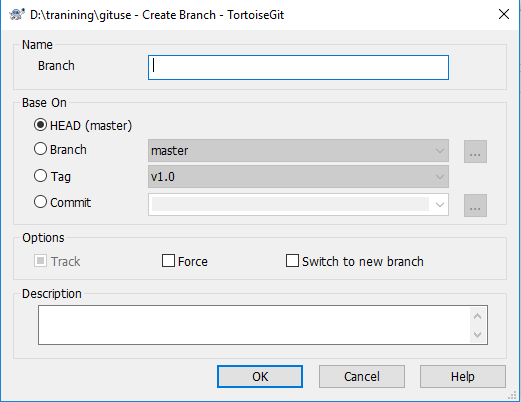 D:\tranining\gituse - Create Branch - TortoiseGit
Name
Branch
Base On
HEAD (master)
Branch master ...
Tag v1.0
Commit ...
Options
Track Force Switch to new branch
Description
OK Cancel Help